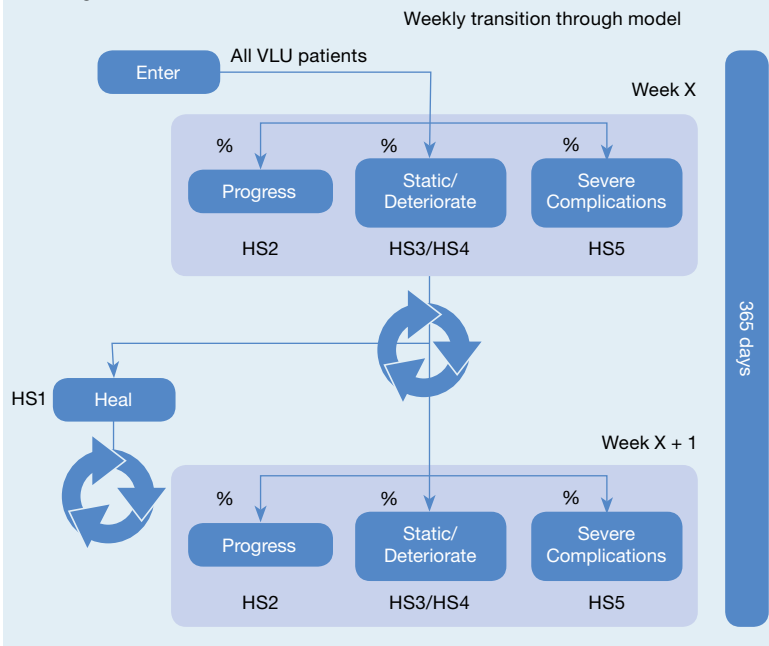 Weekly transition through model
Enter
All VLU patients
Week X
%
%
%
Progress
Static/
Deteriorate
Severe
Complications
HS2
HS3/HS4
HS5
365 days
HS1
Heal
Week X + 1
%
%
%
Progress
Static/
Deteriorate
Severe
Complications
HS2
HS3/HS4
HS5